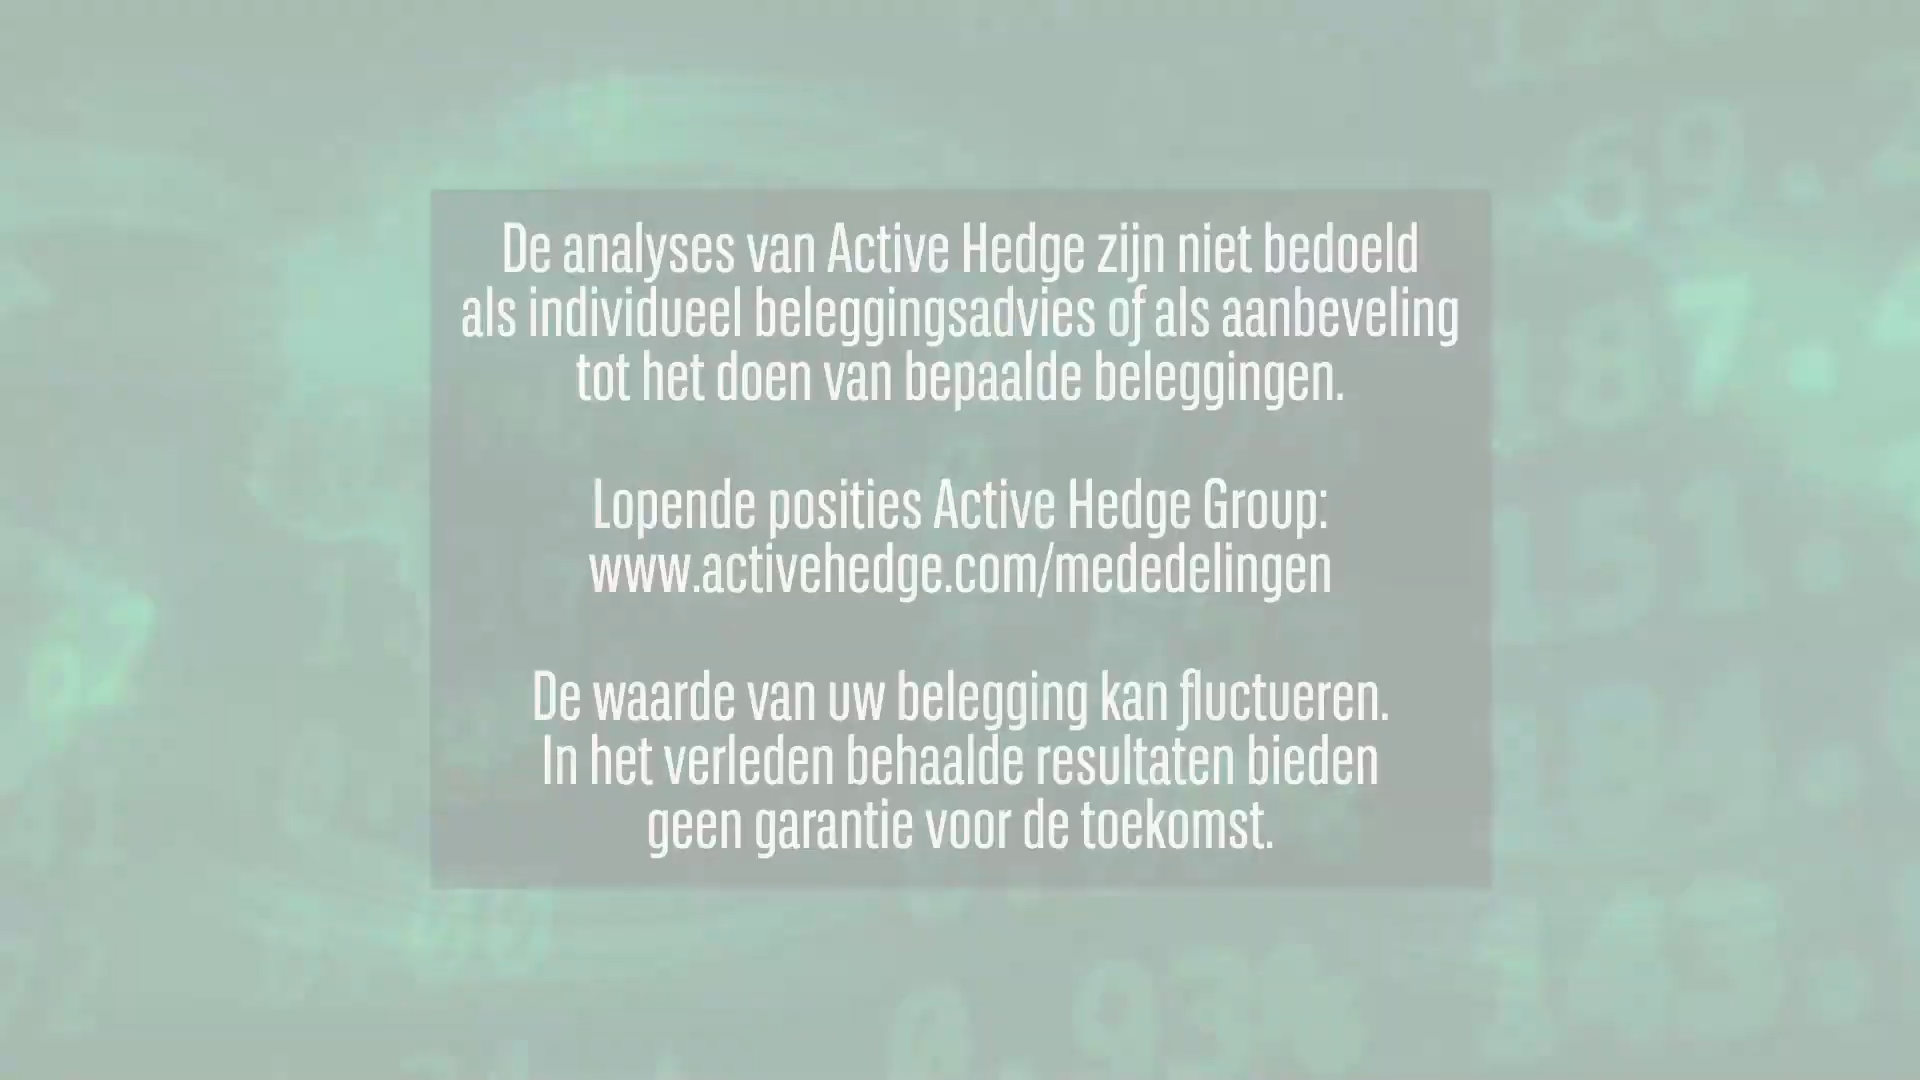 De analyses van Active Hedge zijn niet bedoeld
als individueel beleggingsadvies of als aanbeveling
tot het doen van bepaalde beleggingen.
Lopende posities Active Hedge Group:
www.activehedge.com/mededelingen
De waarde van uw belegging kan fluctueren.
In het verleden behaalde resultaten bieden
geen garantie voor de toekomst.